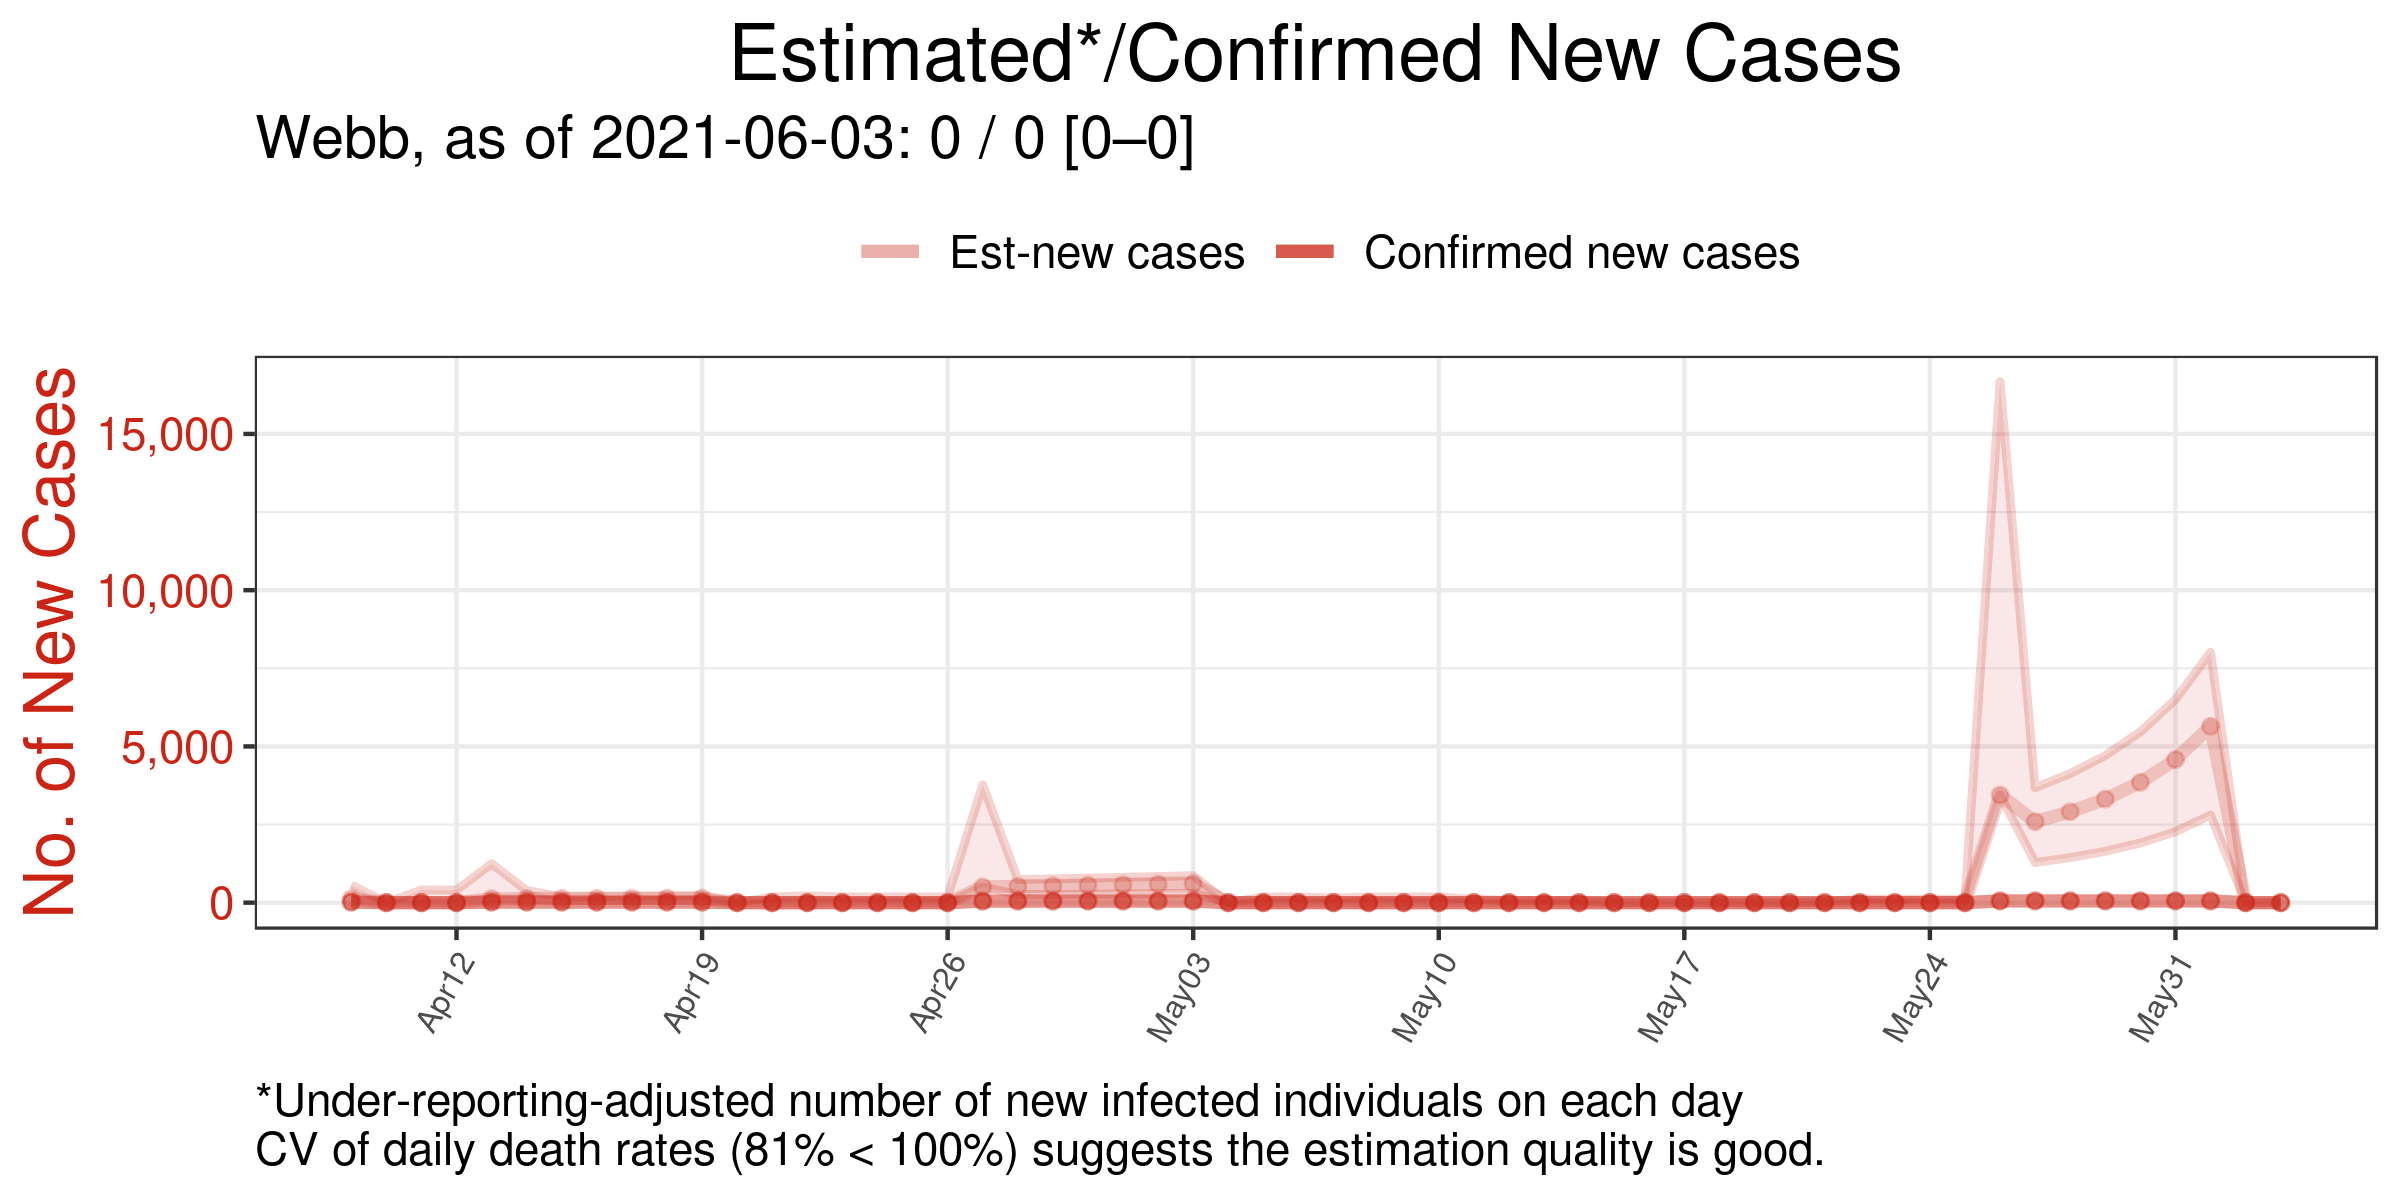 Estimated*/Confirmed New Cases
Webb, as of 2021-06-03: 0 / 0 [0–0]
Est-new cases
Confirmed new cases
No. of New Cases
15,000
10,000
5,000
0
Apr12
Apr19
Apr26
May03
May10
May17
May24
May31
*Under-reporting-adjusted number of new infected individuals on each day
CV of daily death rates (81% < 100%) suggests the estimation quality is good.